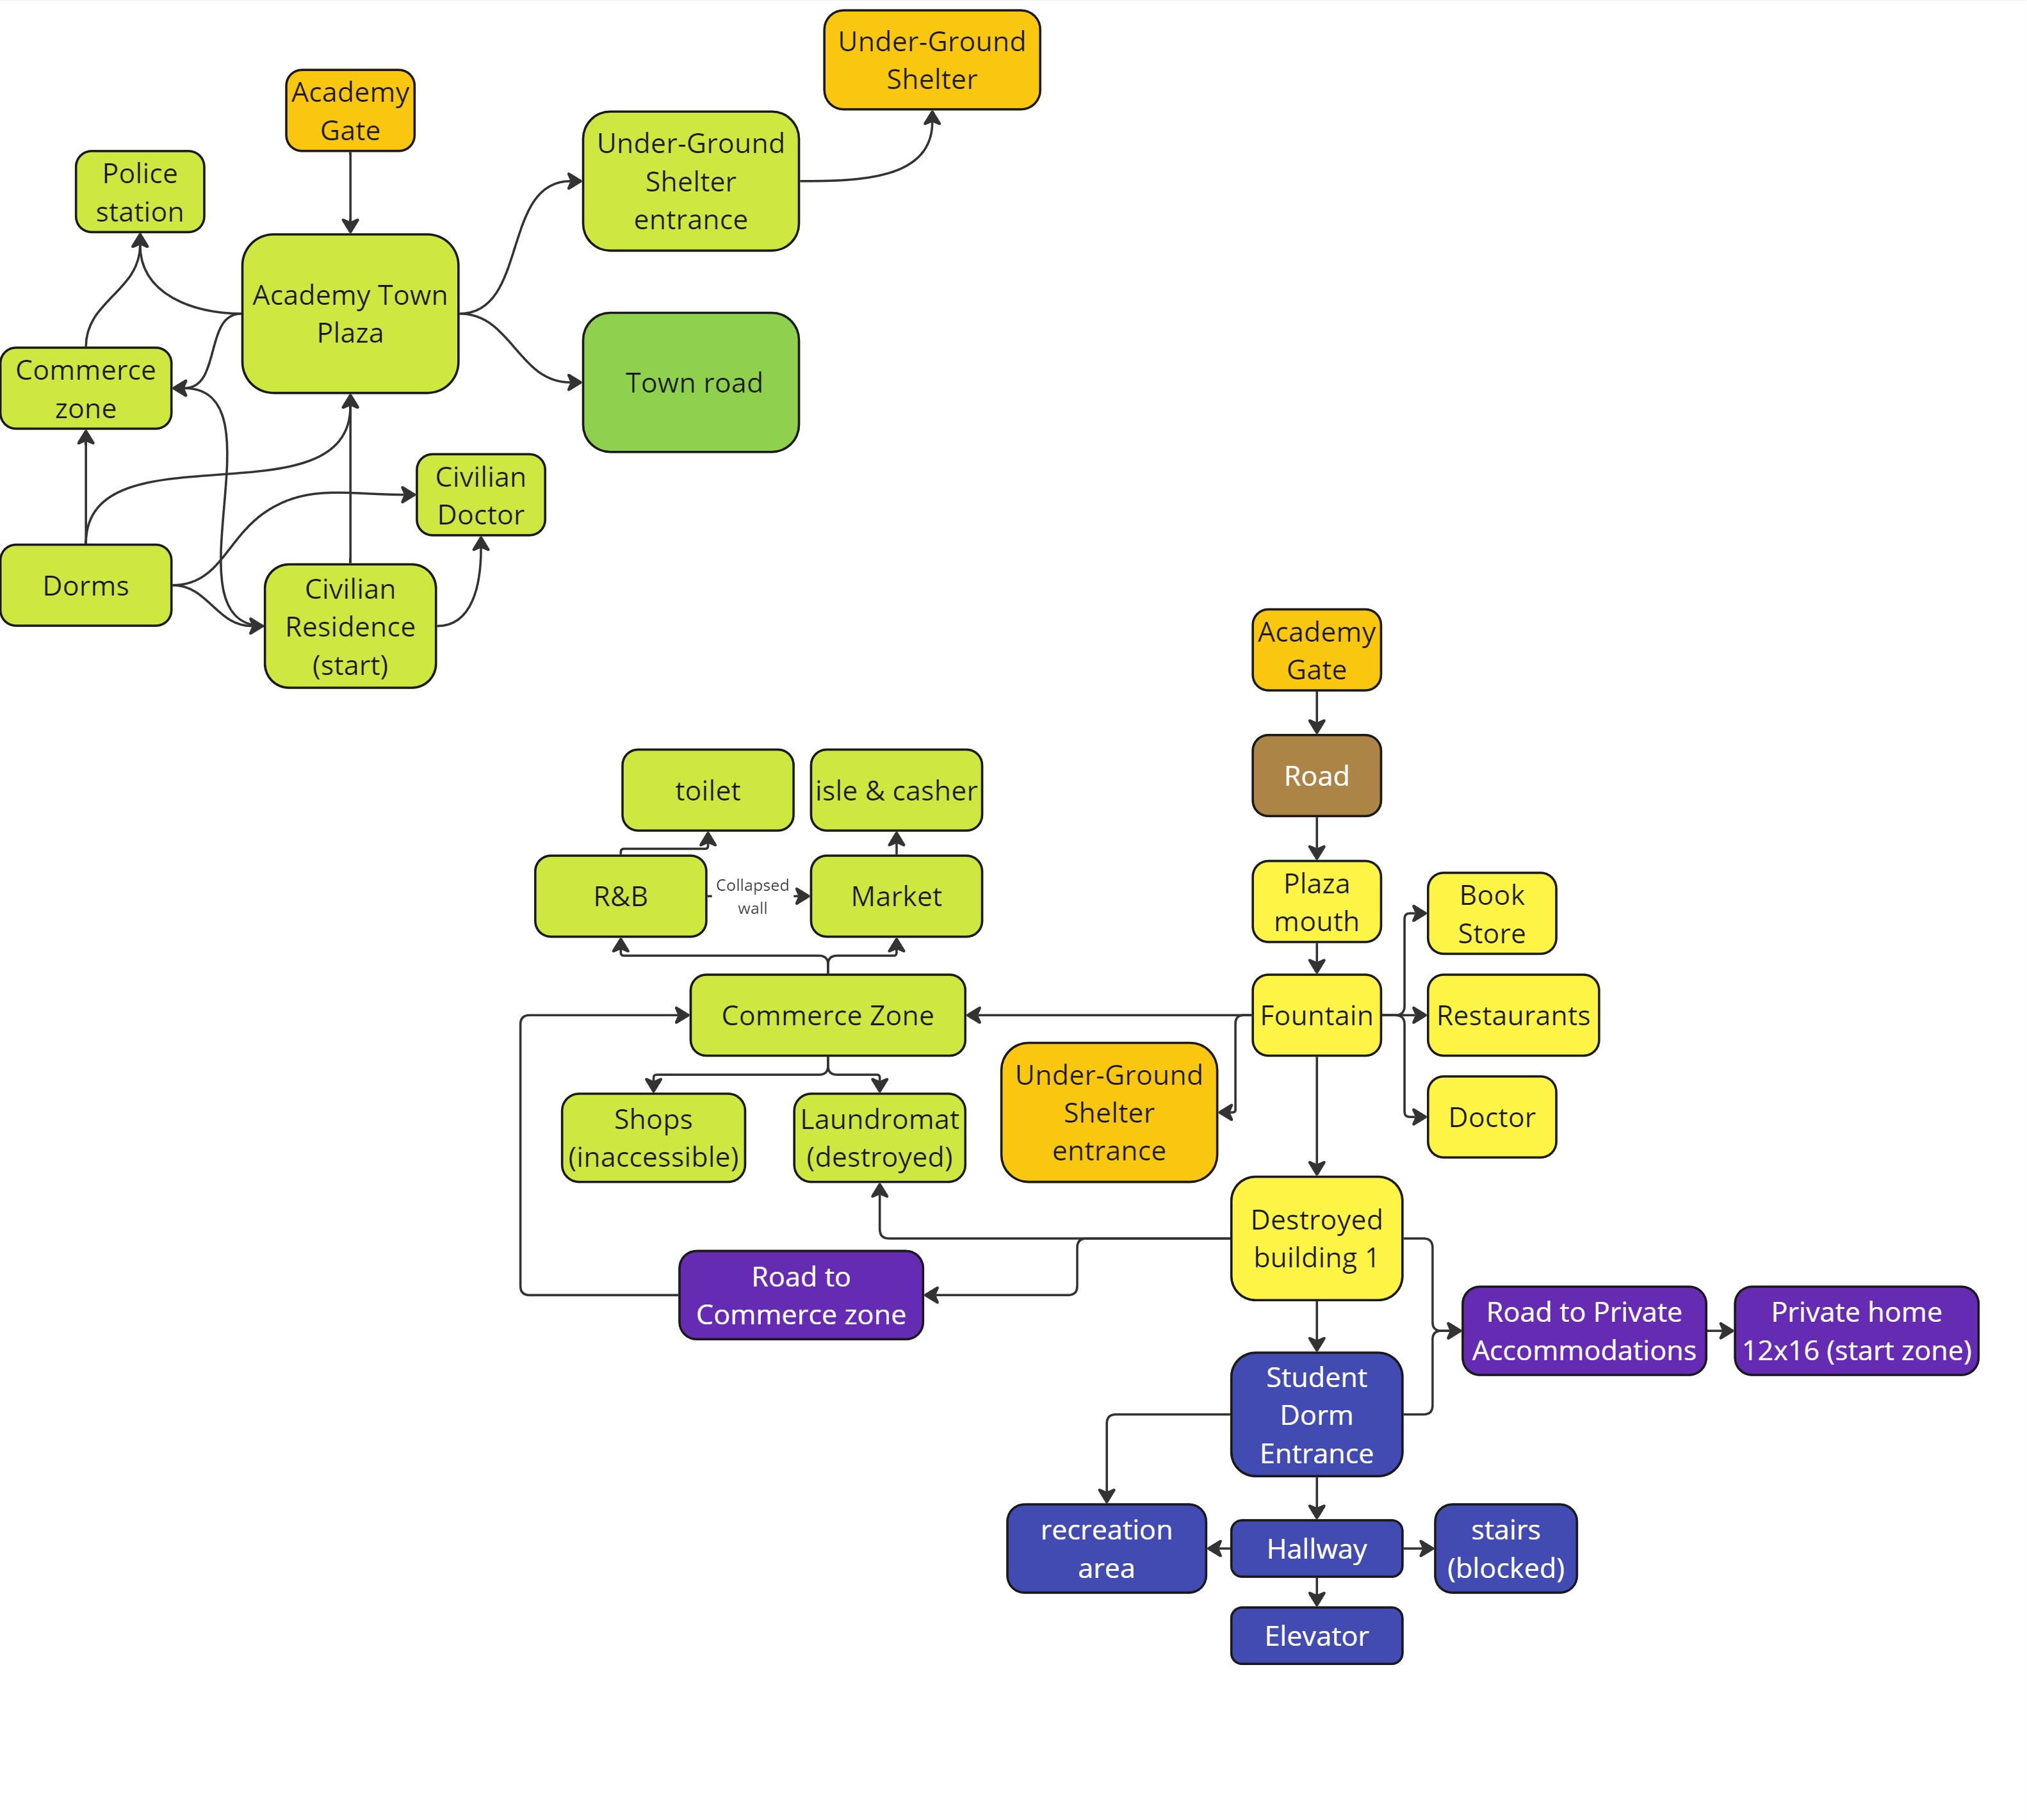 Under-Ground
Shelter
Academy
Gate
Under-Ground
Shelter
entrance
Police
station
Academy Town
Plaza
Town road
Commerce
zone
Civilian
Doctor
Dorms
Civilian
Residence
(start)
Academy
Gate
Road
toilet
isle & casher
R&B
Collapsed
wall
Market
Plaza
mouth
Book
Store
Commerce Zone
Fountain
Restaurants
Under-Ground
Shelter
entrance
Shops
(inaccessible)
Laundromat
(destroyed)
Doctor
Destroyed
building 1
Road to
Commerce zone
Road to Private
Accommodations
Private home
12x16 (start zone)
Student
Dorm
Entrance
recreation
area
Hallway
stairs
(blocked)
Elevator